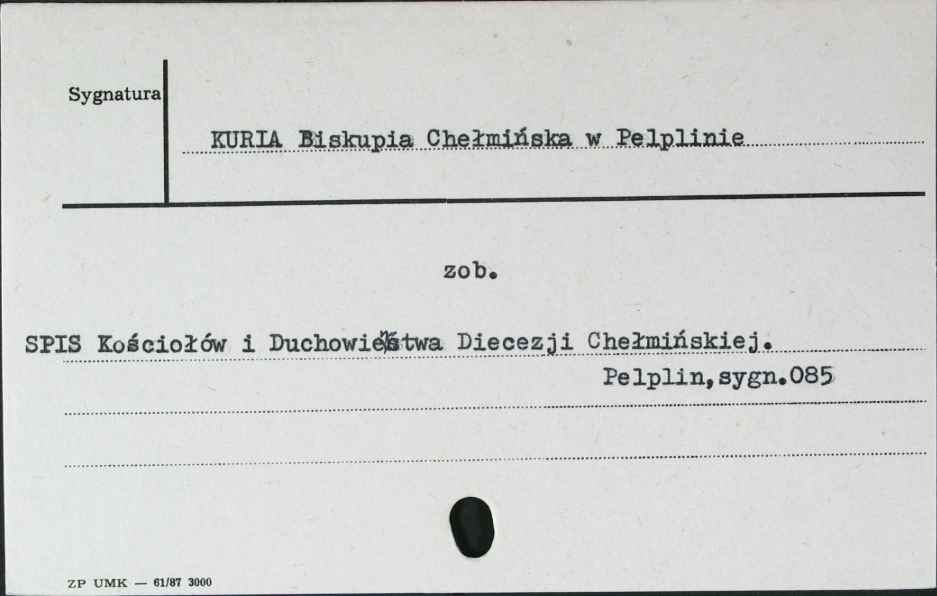 Sygnatura
KURIA Biskupia Chełmińska w Pelplinie
zob.
SPIS Kościołów i Duchowieństwa Diecezji Chełmińskiej.
Pelplin,sygn.085
ZP UMK — 61/87 3000